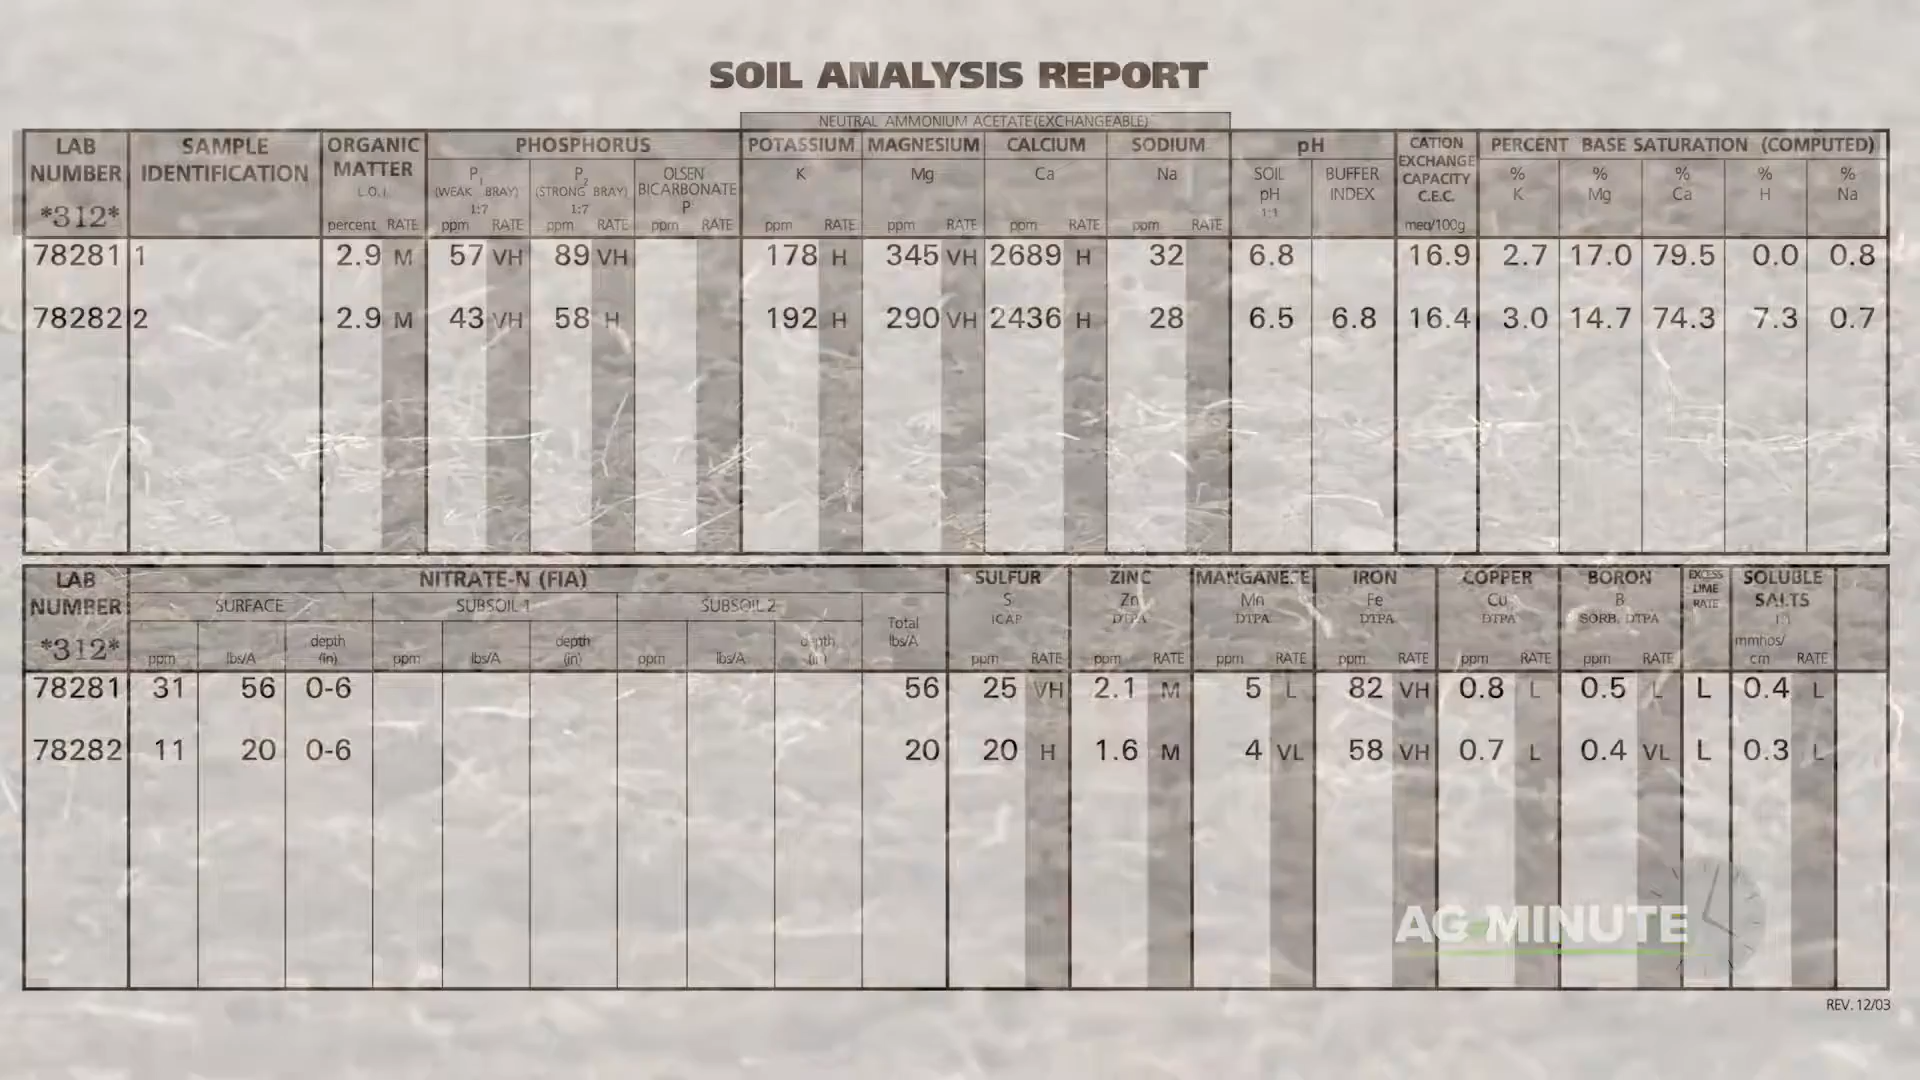 SOIL ANALYSIS REPORT
NEUTRAL AMMONIUM ACETATE (EXCHANGEABLE)
LAB NUMBER *312* SAMPLE IDENTIFICATION ORGANIC MATTER L.O.I. percent RATE PHOSPHORUS P1 (WEAK BRAY) 1:7 ppm RATE P2 (STRONG BRAY) 1:7 ppm RATE OLSEN BICARBONATE P ppm RATE POTASSIUM K ppm RATE MAGNESIUM Mg ppm RATE CALCIUM Ca ppm RATE SODIUM Na ppm RATE pH SOIL pH 1:1 BUFFER INDEX CATION EXCHANGE CAPACITY C.E.C. meq/100g PERCENT BASE SATURATION (COMPUTED) % K % Mg % Ca % H % Na
78281 1 2.9 M 57 VH 89 VH 178 H 345 VH 2689 H 32 6.8 16.9 2.7 17.0 79.5 0.0 0.8
78282 2 2.9 M 43 VH 58 H 192 H 290 VH 2436 H 28 6.5 6.8 16.4 3.0 14.7 74.3 7.3 0.7
LAB NUMBER *312* NITRATE-N (FIA) SURFACE ppm lbs/A depth (in) SUBSOIL 1 ppm lbs/A depth (in) SUBSOIL 2 ppm lbs/A depth (in) Total lbs/A SULFUR S ICAP ppm RATE ZINC Zn DTPA ppm RATE MANGANESE Mn DTPA ppm RATE IRON Fe DTPA ppm RATE COPPER Cu DTPA ppm RATE BORON B SORB. DTPA ppm RATE EXCESS LIME RATE SOLUBLE SALTS 1:1 mmhos/cm RATE
78281 31 56 0-6 56 25 VH 2.1 M 5 L 82 VH 0.8 L 0.5 L L 0.4 L
78282 11 20 0-6 20 20 H 1.6 M 4 VL 58 VH 0.7 L 0.4 VL L 0.3 L
AG MINUTE
REV. 12/03